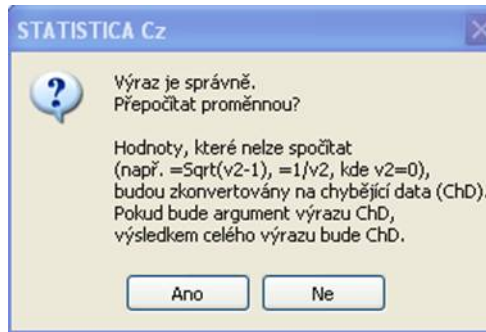 STATISTICA Cz
Výraz je správně.
Přepočítat proměnnou?
Hodnoty, které nelze spočítat
(např. =Sqrt(v2-1), =1/v2, kde v2=0),
budou zkonvertovány na chybějící data (ChD).
Pokud bude argument výrazu ChD,
výsledkem celého výrazu bude ChD.
Ano
Ne